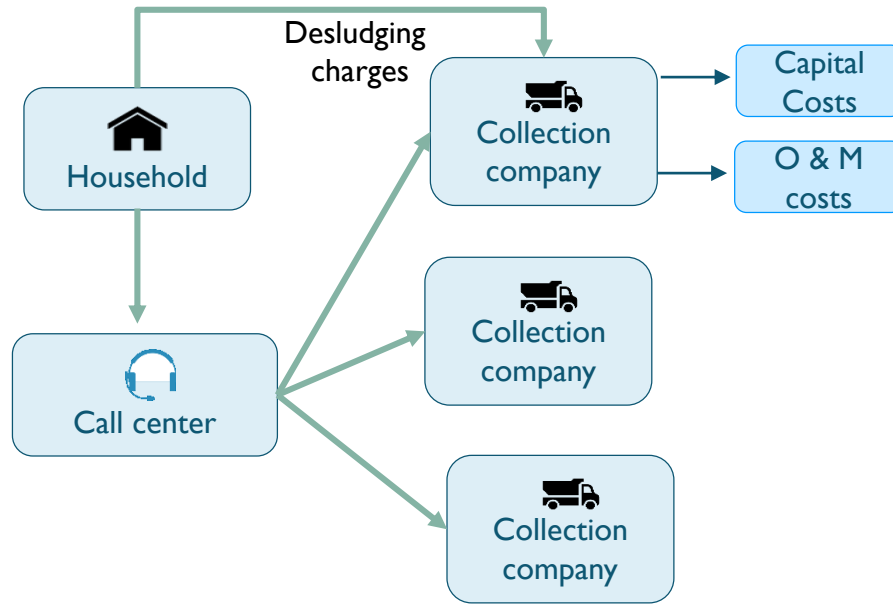 Desludging
charges
Capital
Costs
Household
Collection
company
O & M
costs
Collection
company
Call center
Collection
company